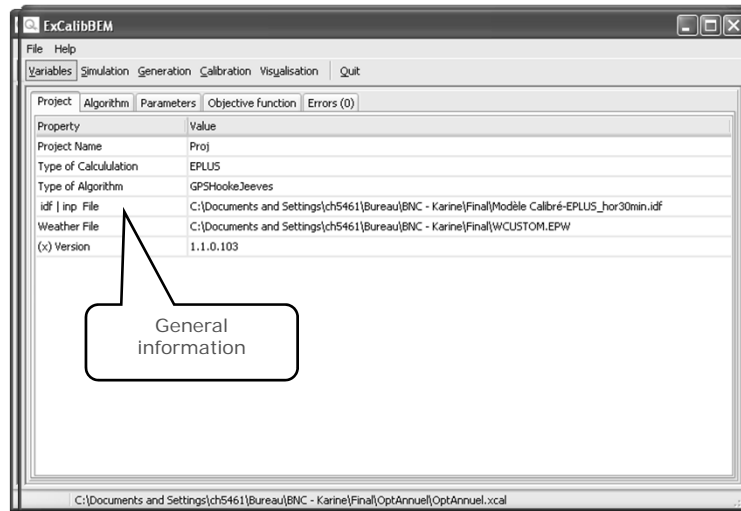 ExCalibBEM
File Help
Variables Simulation Generation Calibration Visualisation Quit
Project Algorithm Parameters Objective function Errors (0)
Property Value
Project Name Proj
Type of Calcululation EPLUS
Type of Algorithm GPSHookeJeeves
idf | inp File C:\Documents and Settings\ch5461\Bureau\BNC - Karine\Final\Modèle Calibré-EPLUS_hor30min.idf
Weather File C:\Documents and Settings\ch5461\Bureau\BNC - Karine\Final\WCUSTOM.EPW
(x) Version 1.1.0.103
General
information
C:\Documents and Settings\ch5461\Bureau\BNC - Karine\Final\OptAnnuel\OptAnnuel.xcal